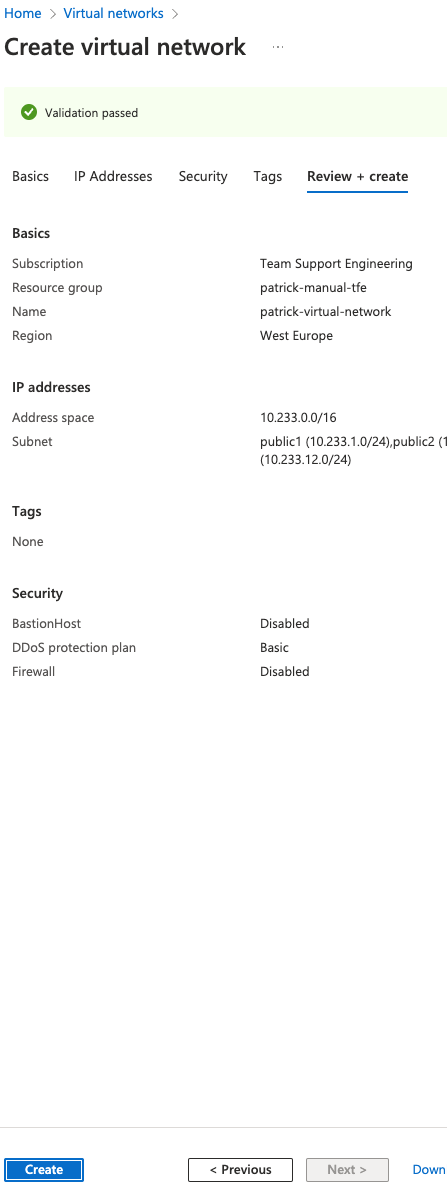 Home > Virtual networks >
Create virtual network ...
Validation passed
Basics IP Addresses Security Tags Review + create
Basics
Subscription Team Support Engineering
Resource group patrick-manual-tfe
Name patrick-virtual-network
Region West Europe
IP addresses
Address space 10.233.0.0/16
Subnet public1 (10.233.1.0/24),public2 (1
(10.233.12.0/24)
Tags
None
Security
BastionHost Disabled
DDoS protection plan Basic
Firewall Disabled
Create < Previous Next > Down